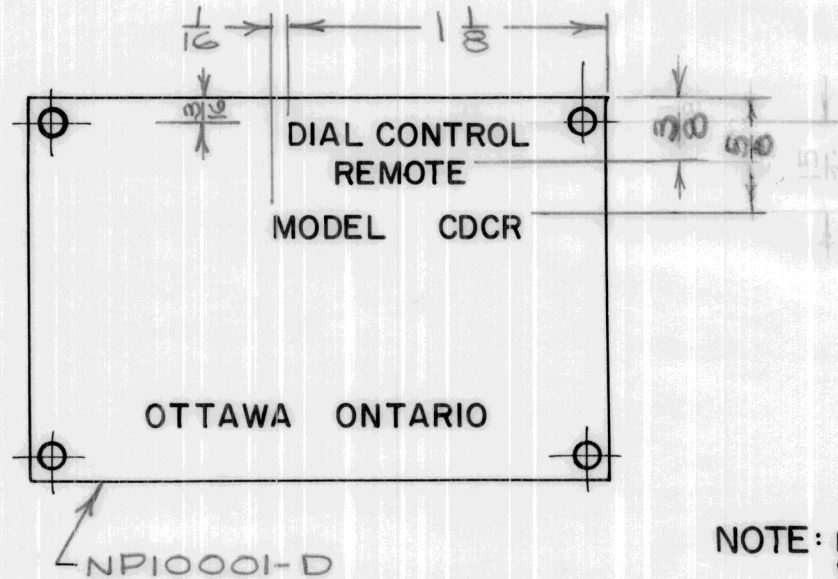 1/16 1 1/8
3/16
3/8
5/8
DIAL CONTROL
REMOTE
MODEL CDCR
OTTAWA ONTARIO
NP10001-D
NOTE: